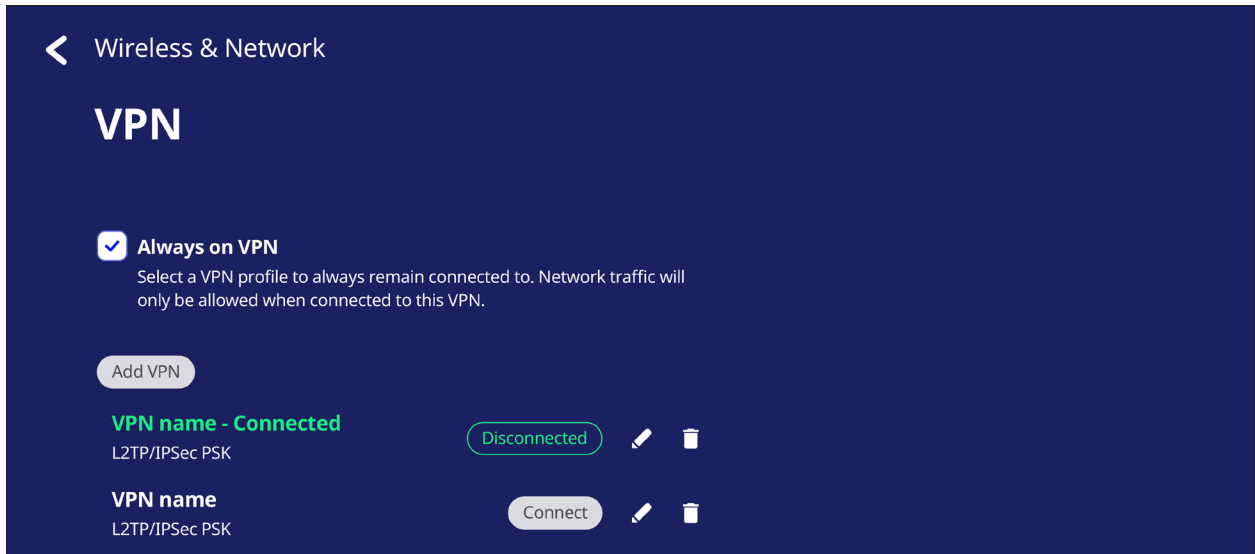 Wireless & Network
VPN
Always on VPN
Select a VPN profile to always remain connected to. Network traffic will
only be allowed when connected to this VPN.
Add VPN
VPN name - Connected
L2TP/IPSec PSK
Disconnected
VPN name
L2TP/IPSec PSK
Connect